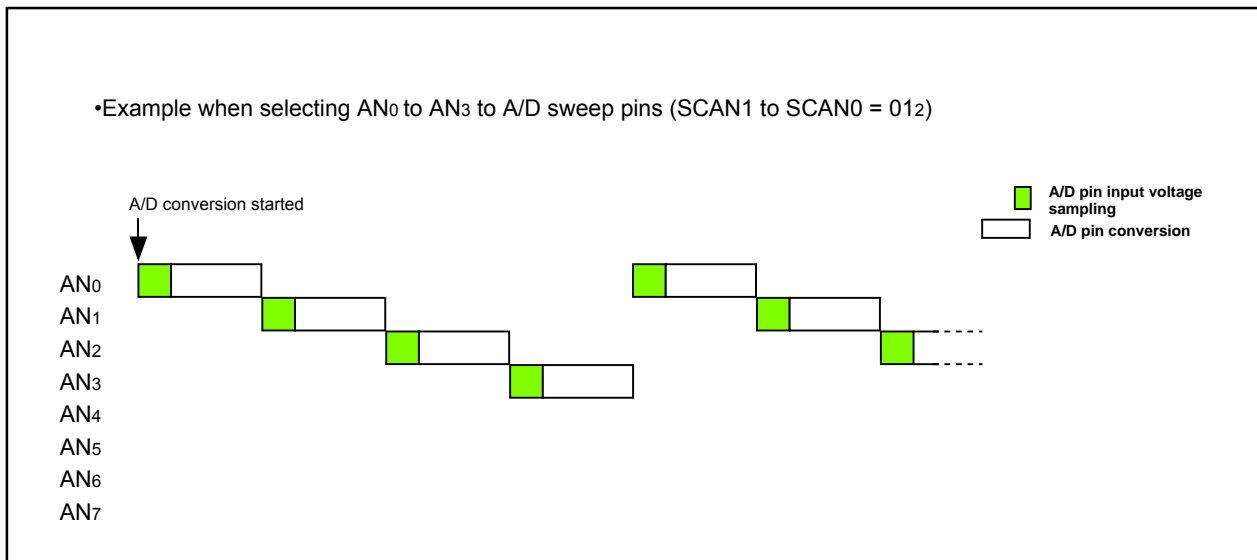 •Example when selecting AN0 to AN3 to A/D sweep pins (SCAN1 to SCAN0 = 012)
A/D conversion started
A/D pin input voltage
sampling
A/D pin conversion
AN0
AN1
AN2
AN3
AN4
AN5
AN6
AN7